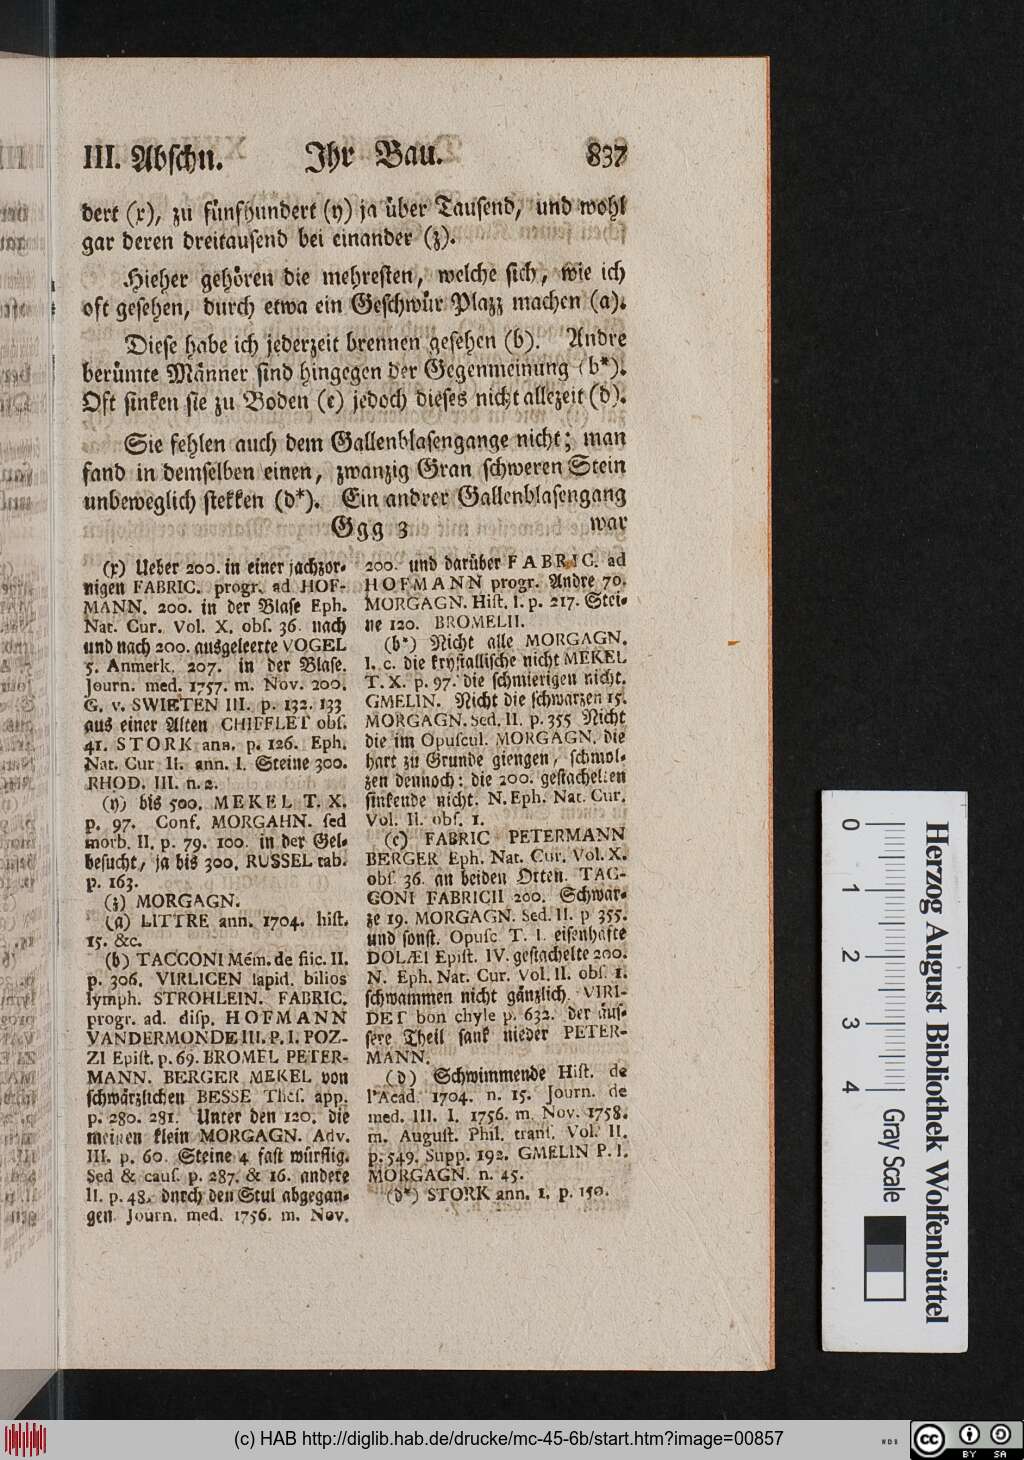 III. Abschn. Ihr Bau. 837
dert (x), zu fünfhundert (y) ja über Tausend, und wohl
gar deren dreitausend bei einander (z).
Hieher gehören die mehresten, welche sich, wie ich
oft gesehen, durch etwa ein Geschwür Plazz machen (a).
Diese habe ich jederzeit brennen gesehen (b). Andre
berümte Männer sind hingegen der Gegenmeinung (b*).
Oft sinken sie zu Boden (c) jedoch dieses nicht allezeit (d).
Sie fehlen auch dem Gallenblasengange nicht; man
fand in demselben einen, zwanzig Gran schweren Stein
unbeweglich stekken (d*). Ein andrer Gallenblasengang
Ggg 3 war
(x) Ueber 200. in einer jachzor-
nigen FABRIC. progr. ad HOF-
MANN. 200. in der Blase Eph.
Nat. Cur. Vol. X. obs. 36. nach
und nach 200. ausgeleerte VOGEL
5. Anmerk. 207. in der Blase.
Journ. med. 1757. m. Nov. 200.
G. v. SWIETEN III. p. 132. 133
aus einer Alten CHIFFLET obs.
41. STORK ann. p. 126. Eph.
Nat. Cur II. ann. I. Steine 300.
RHOD. III. n. 2.
(y) bis 500. MEKEL T. X.
p. 97. Conf. MORGAHN. sed
morb. II. p. 79. 100. in der Gel-
besucht, ja bis 300. RUSSEL tab.
p. 163.
(z) MORGAGN.
(a) LITTRE ann. 1704. hist.
15. &c.
(b) TACCONI Mém. de fiic. II.
p. 306. VIRLICEN lapid. bilios
lymph. STROHLEIN. FABRIC.
progr. ad. disp. HOFMANN
VANDERMONDE III. P. I. POZ-
ZI Epist. p. 69. BROMEL PETER-
MANN. BERGER MEKEL von
schwärzlichen BESSE Thes. app.
p. 280. 281. Unter den 120. die
meinen klein MORGAGN. Adv.
III. p. 60. Steine 4 fast würflig.
Sed & caus. p. 287. & 16. andere
II. p. 48. durch den Stul abgegan-
gen Journ. med. 1756. m. Nov.
200. und darüber FABRIC. ad
HOFMANN progr. Andre 70.
MORGAGN. Hist. I. p. 217. Stei-
ne 120. BROMELII.
(b*) Nicht alle MORGAGN.
l. c. die krystallische nicht MEKEL
T. X. p. 97. die schmierigen nicht.
GMELIN. Nicht die schwarzen 15.
MORGAGN. Sed. II. p. 355 Nicht
die im Opuscul. MORGAGN. die
hart zu Grunde giengen, schmol-
zen dennoch: die 200. gestachelten
sinkende nicht. N. Eph. Nat. Cur.
Vol. II. obs. 1.
(c) FABRIC PETERMANN
BERGER Eph. Nat. Cur. Vol. X.
obs. 36. an beiden Orten. TAG-
GONI FABRICII 200. Schwar-
ze 19. MORGAGN. Sed. II. p 355.
und sonst. Opusc T. I. eisenhafte
DOLÆI Epist. IV. gestachelte 200.
N. Eph. Nat. Cur. Vol. II. obs. 1.
schwammen nicht gänzlich. VIRI-
DET bon chyle p. 632. der äus-
sere Theil sank nieder PETER-
MANN.
(d) Schwimmende Hist. de
l'Acad. 1704. n. 15. Journ. de
med. III. I. 1756. m. Nov. 1758.
m. August. Phil. trans. Vol. II.
p. 549. Supp. 192. GMELIN P. I.
MORGAGN. n. 45.
(d*) STORK ann. 1. p. 150.
Herzog August Bibliothek Wolfenbüttel
0 1 2 3 4 Gray Scale
(c) HAB http://diglib.hab.de/drucke/mc-45-6b/start.htm?image=00857
cc BY SA